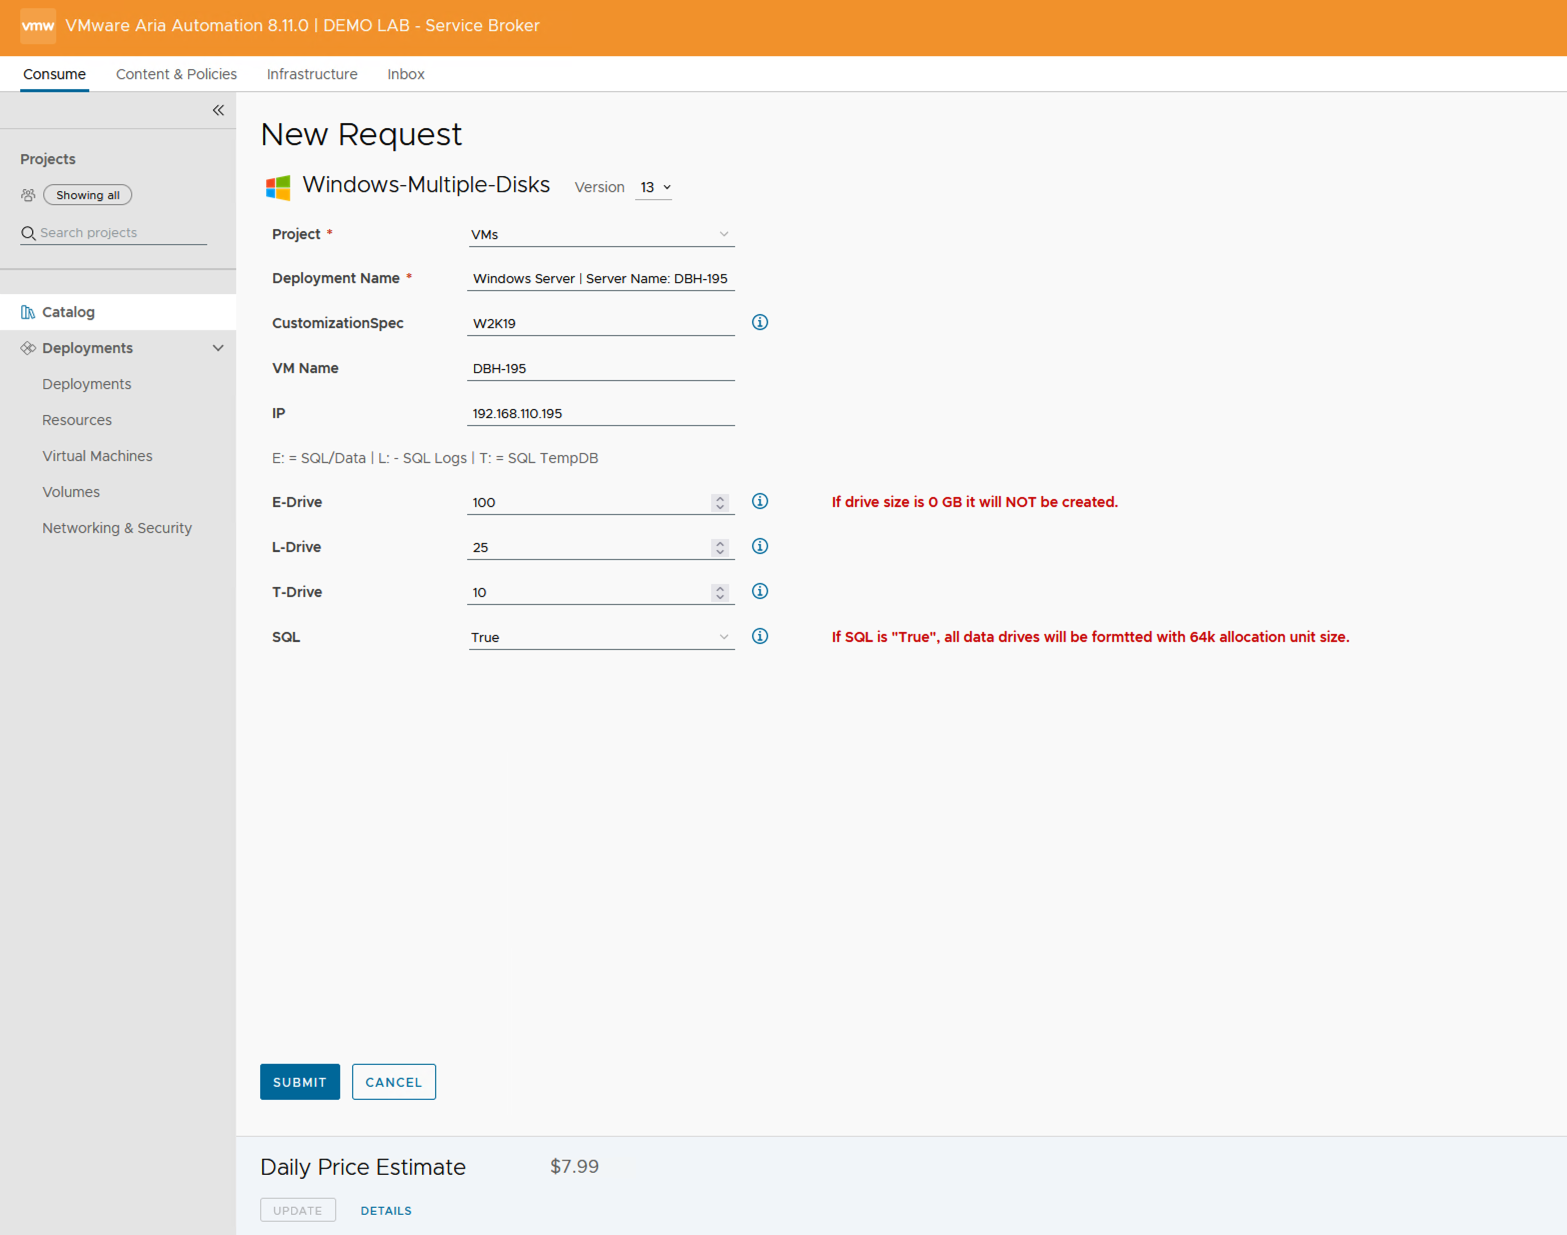 vmw VMware Aria Automation 8.11.0 | DEMO LAB - Service Broker
Consume Content & Policies Infrastructure Inbox
Projects
Showing all
Search projects
Catalog
Deployments
Deployments
Resources
Virtual Machines
Volumes
Networking & Security
New Request
Windows-Multiple-Disks Version 13
Project * VMs
Deployment Name * Windows Server | Server Name: DBH-195
CustomizationSpec W2K19
VM Name DBH-195
IP 192.168.110.195
E: = SQL/Data | L: - SQL Logs | T: = SQL TempDB
E-Drive 100 If drive size is 0 GB it will NOT be created.
L-Drive 25
T-Drive 10
SQL True If SQL is "True", all data drives will be formtted with 64k allocation unit size.
SUBMIT CANCEL
Daily Price Estimate $7.99
UPDATE DETAILS